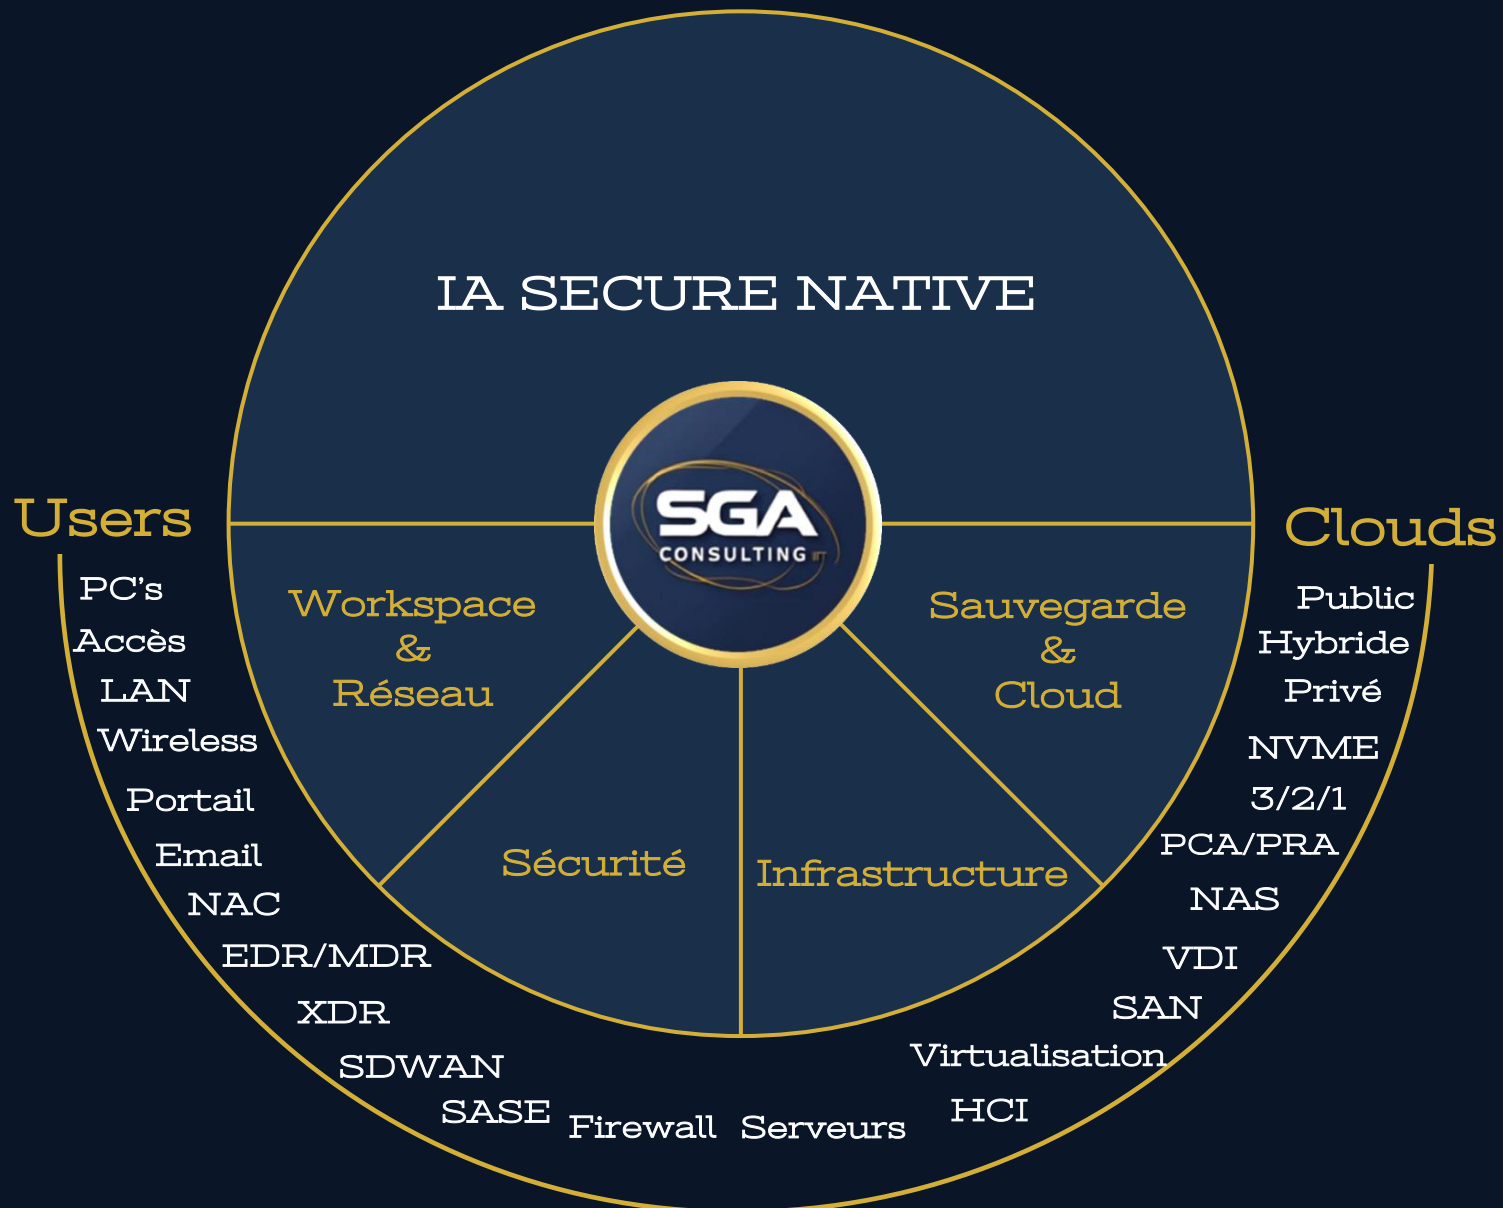 IA SECURE NATIVE
SGA
CONSULTING IT
Users
Clouds
Workspace
&
Réseau
Sauvegarde
&
Cloud
Sécurité
Infrastructure
PC's
Accès
LAN
Wireless
Portail
Email
NAC
EDR/MDR
XDR
SDWAN
SASE
Firewall
Serveurs
HCI
Virtualisation
SAN
VDI
NAS
PCA/PRA
3/2/1
NVME
Privé
Hybride
Public